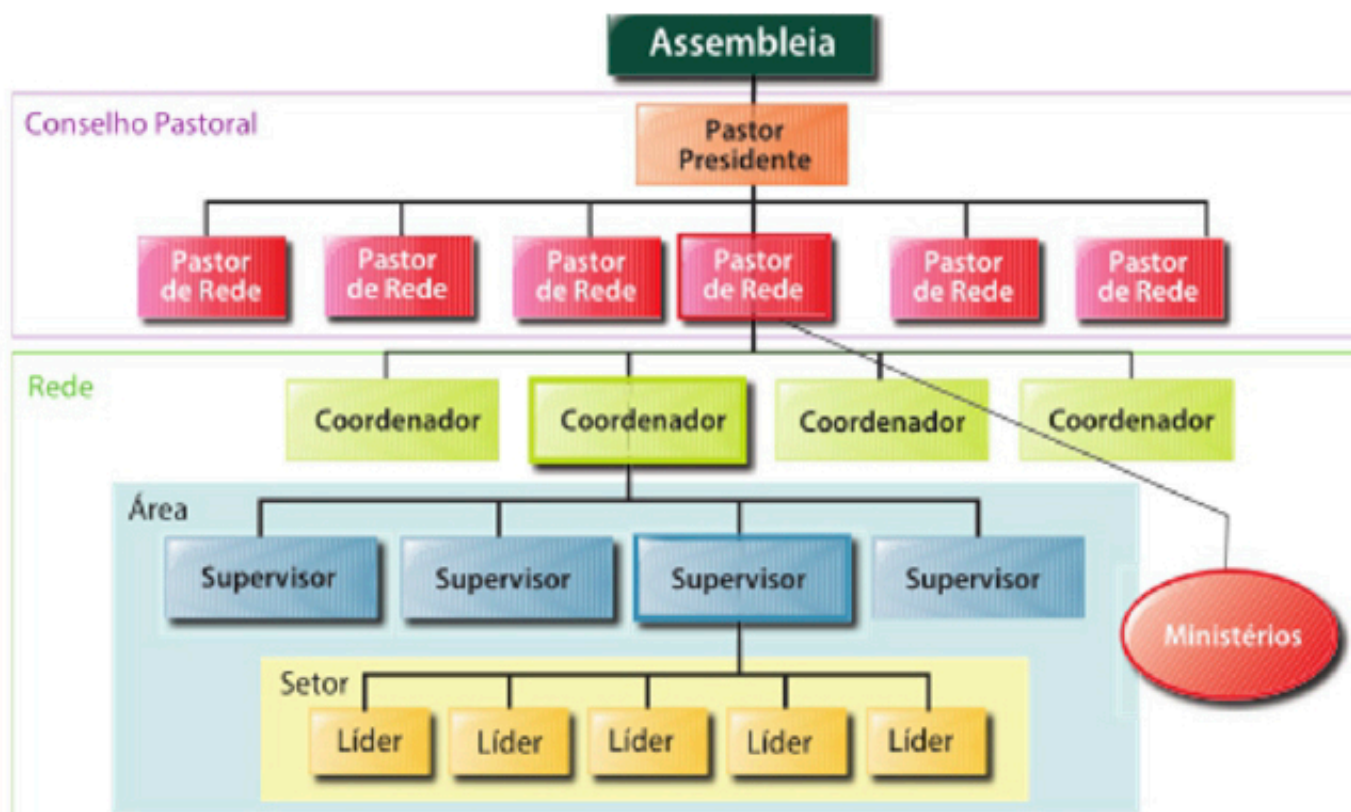 Assembleia
Conselho Pastoral
Pastor
Presidente
Pastor
de Rede
Pastor
de Rede
Pastor
de Rede
Pastor
de Rede
Pastor
de Rede
Pastor
de Rede
Rede
Coordenador
Coordenador
Coordenador
Coordenador
Área
Supervisor
Supervisor
Supervisor
Supervisor
Ministérios
Setor
Líder
Líder
Líder
Líder
Líder